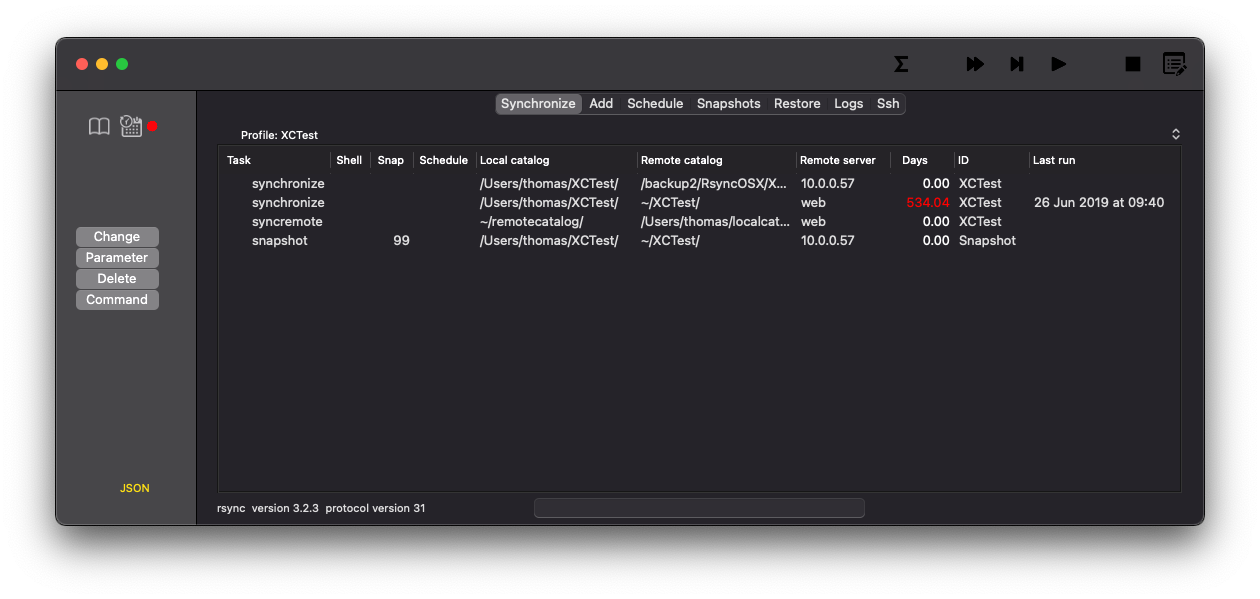 Synchronize Add Schedule Snapshots Restore Logs Ssh
Profile: XCTest
Task Shell Snap Schedule Local catalog Remote catalog Remote server Days ID Last run
synchronize /Users/thomas/XCTest/ /backup2/RsyncOSX/X... 10.0.0.57 0.00 XCTest
synchronize /Users/thomas/XCTest/ ~/XCTest/ web 534.04 XCTest 26 Jun 2019 at 09:40
syncremote ~/remotecatalog/ /Users/thomas/localcat... web 0.00 XCTest
snapshot 99 /Users/thomas/XCTest/ ~/XCTest/ 10.0.0.57 0.00 Snapshot
Change
Parameter
Delete
Command
JSON
rsync version 3.2.3 protocol version 31